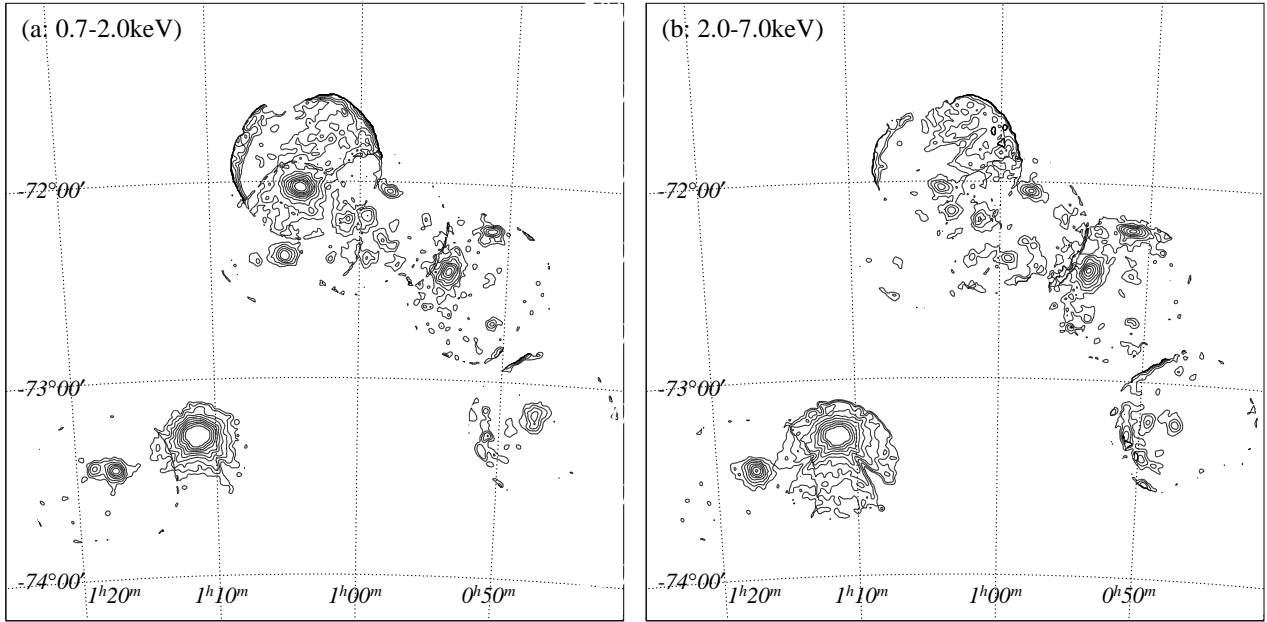 (a: 0.7-2.0keV)
-72°00′
-73°00′
-74°00′
1h20m
1h10m
1h00m
0h50m
(b: 2.0-7.0keV)
-72°00′
-73°00′
-74°00′
1h20m
1h10m
1h00m
0h50m